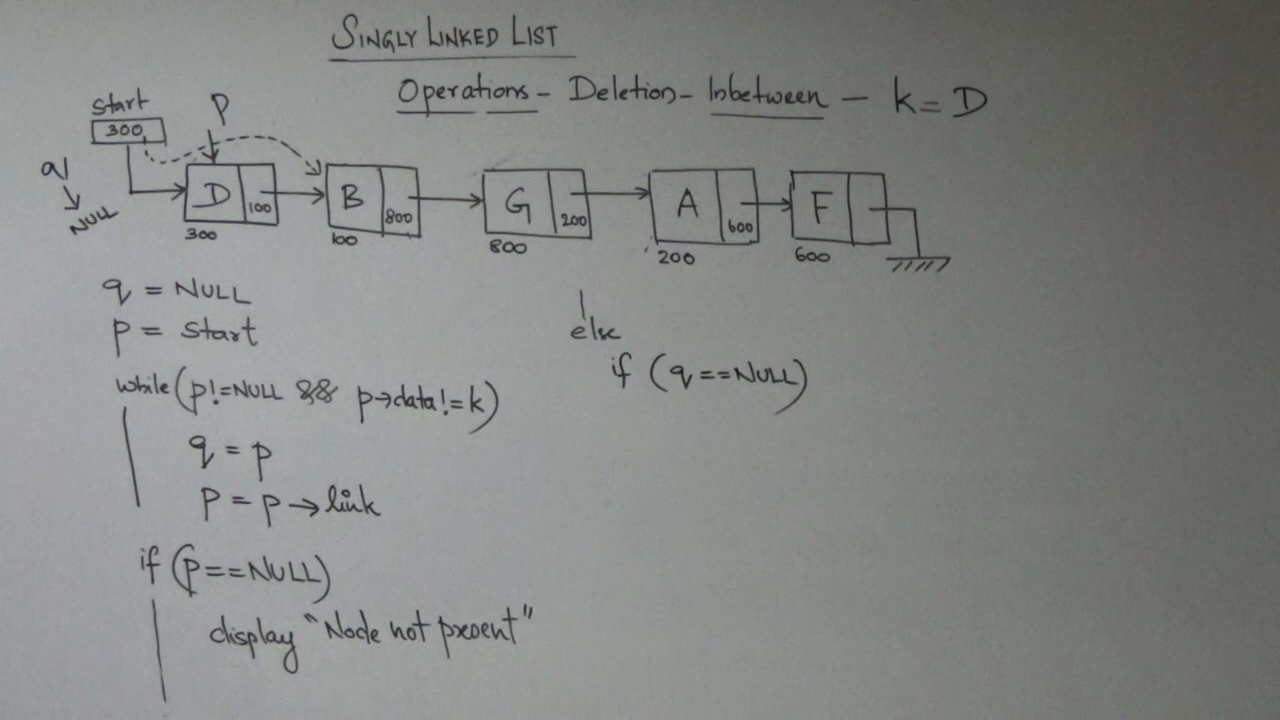 SINGLY LINKED LIST
Operations - Deletion - Inbetween - k = D
start
300
p
q
NULL
D 100
B 800
G 200
A 600
F
300
100
800
200
600
q = NULL
p = start
while (p!=NULL && p→data!=k)
q = p
p = p → link
if (p==NULL)
display "Node not present"
else
if (q==NULL)